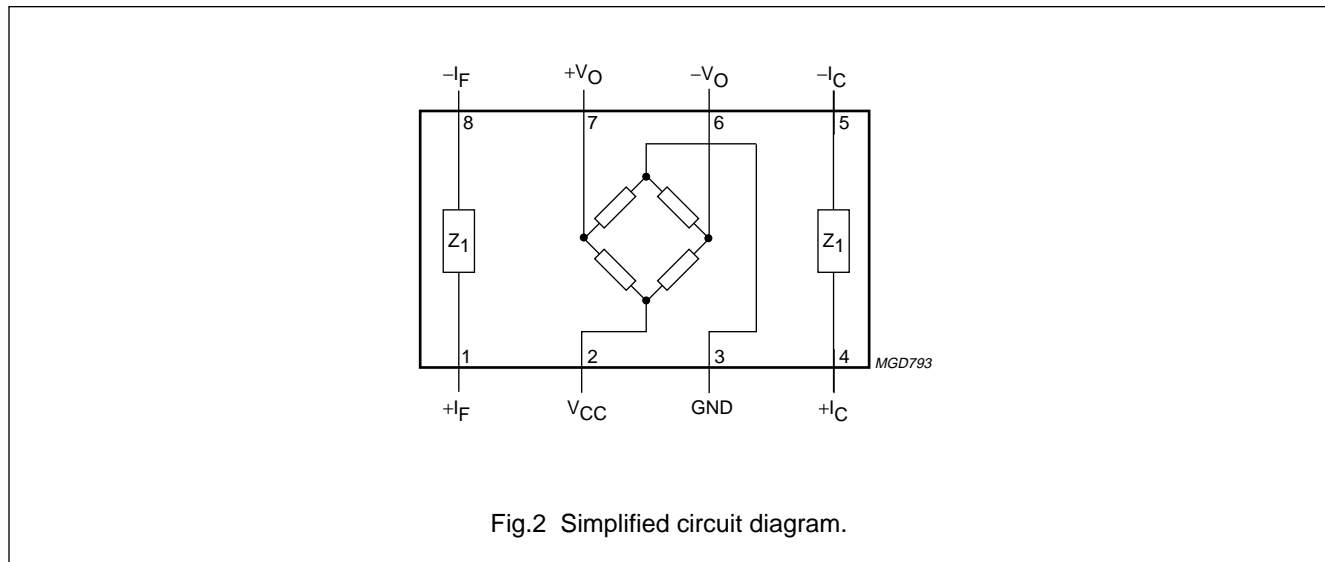 −IF +VO −VO −IC
8 7 6 5
Z1 Z1
1 2 3 4
MGD793
+IF VCC GND +IC
Fig.2 Simplified circuit diagram.